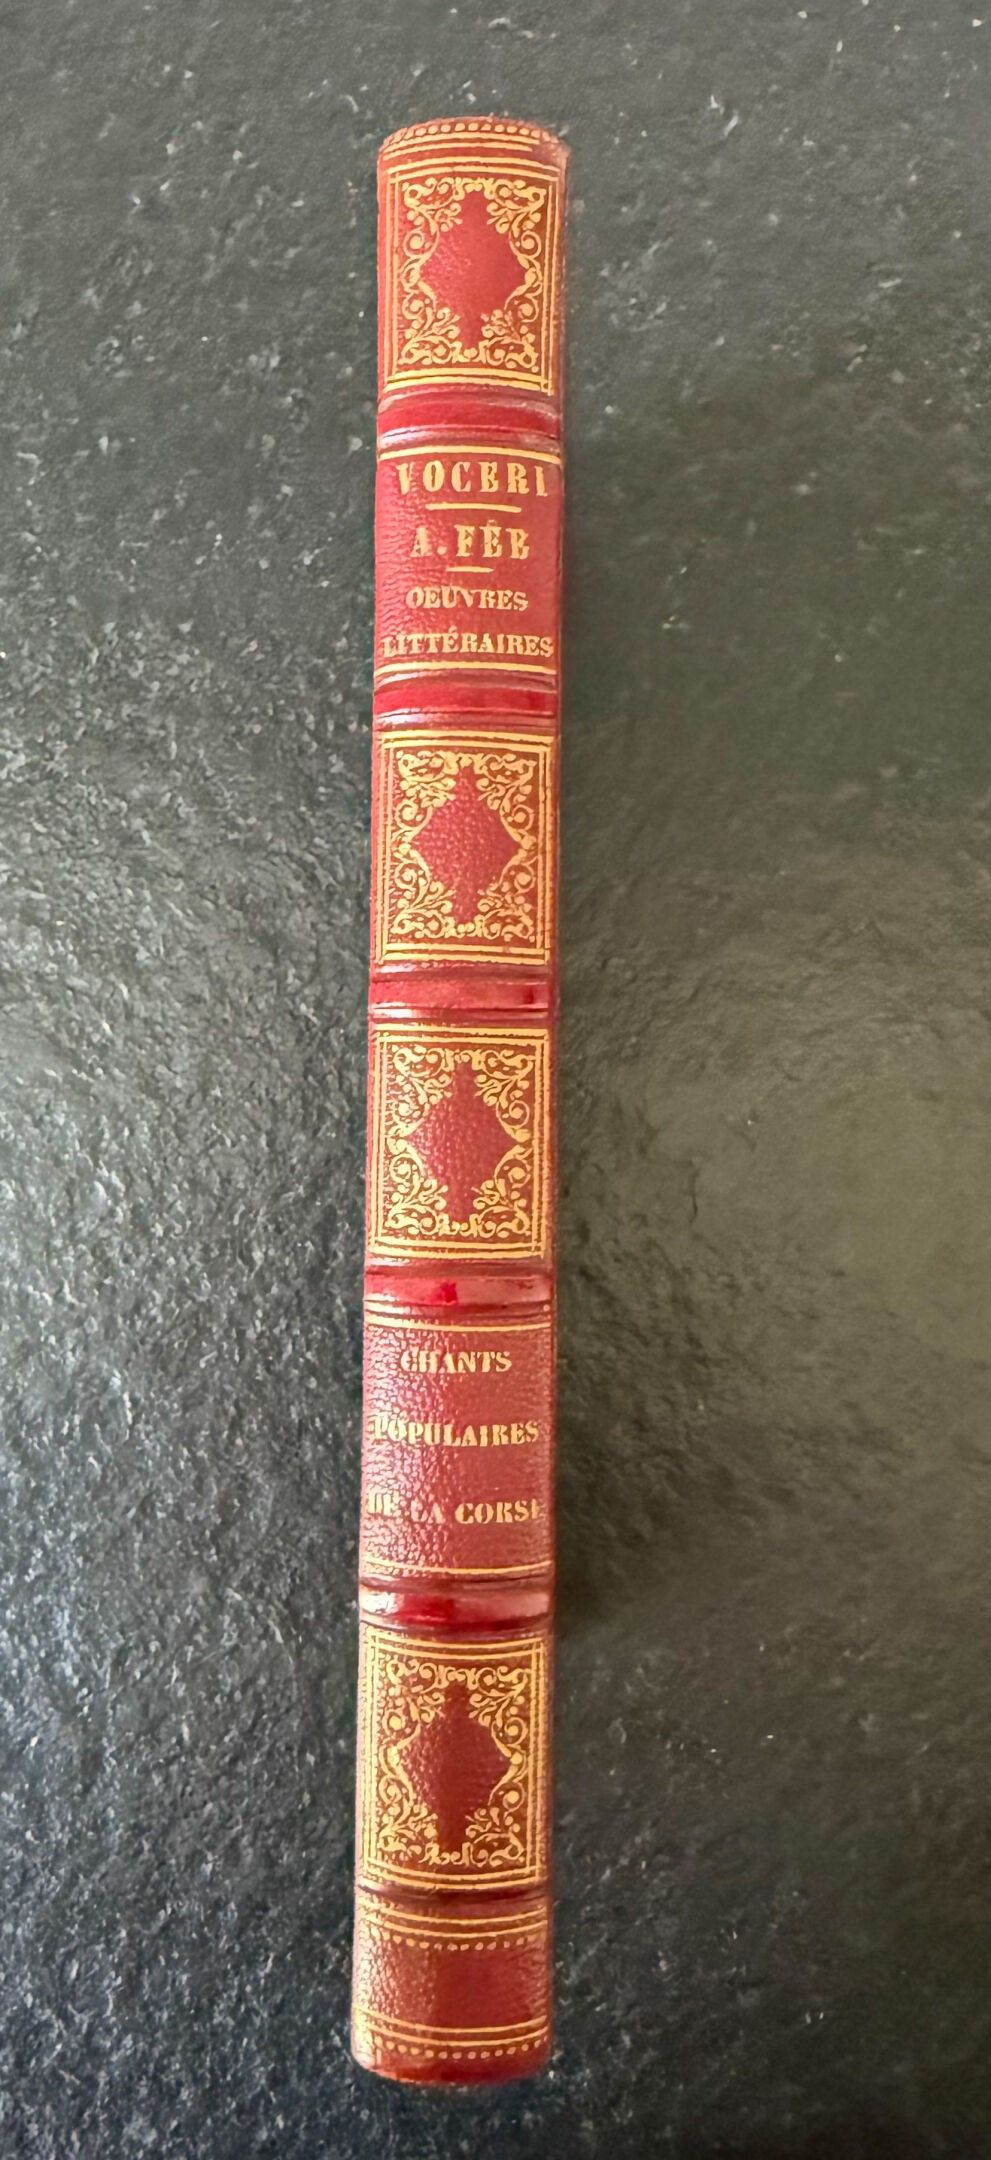 VOCERI
A. FÉE
OEUVRES
LITTÉRAIRES
CHANTS
POPULAIRES
DE LA CORSE